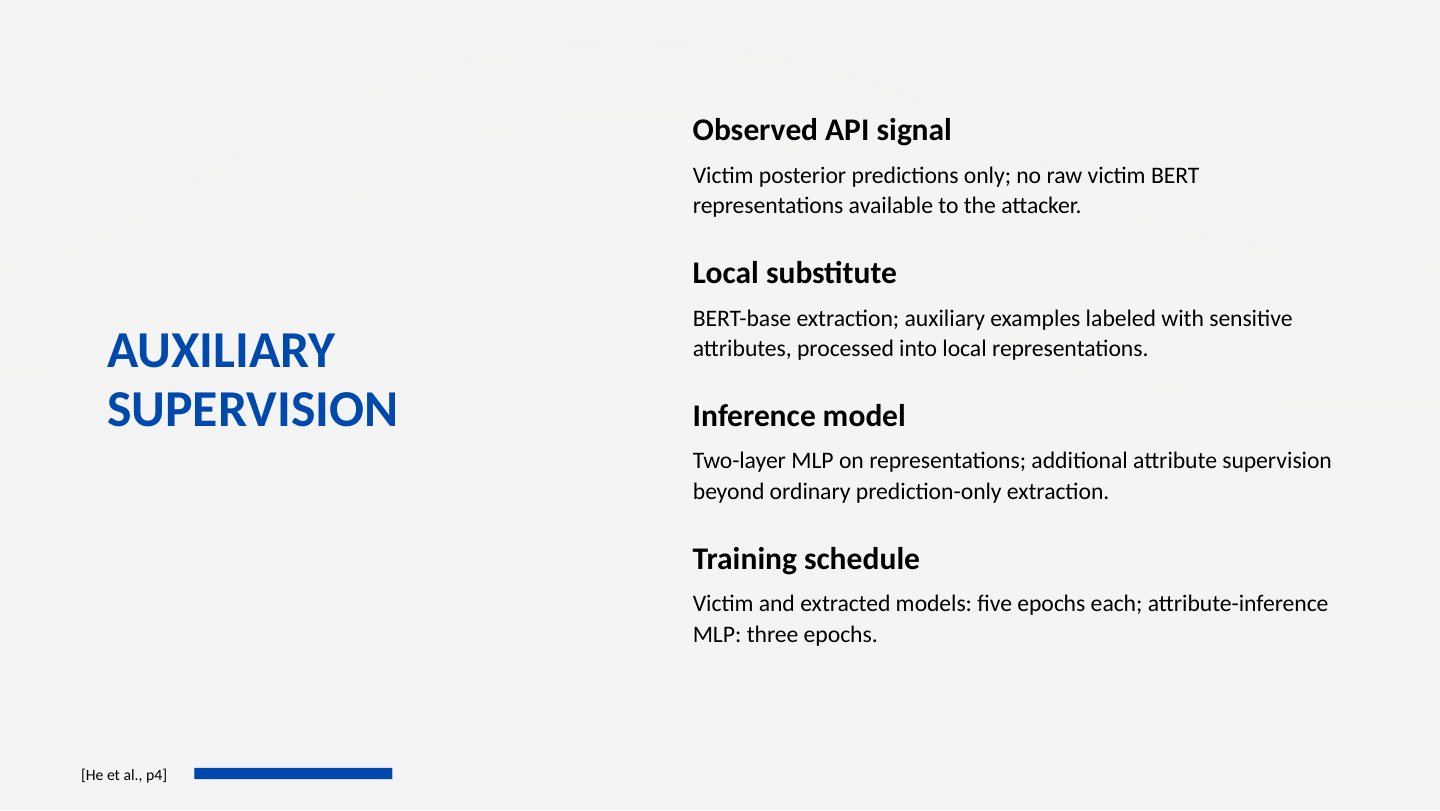 AUXILIARY
SUPERVISION
Observed API signal
Victim posterior predictions only; no raw victim BERT
representations available to the attacker.
Local substitute
BERT-base extraction; auxiliary examples labeled with sensitive
attributes, processed into local representations.
Inference model
Two-layer MLP on representations; additional attribute supervision
beyond ordinary prediction-only extraction.
Training schedule
Victim and extracted models: five epochs each; attribute-inference
MLP: three epochs.
[He et al., p4]